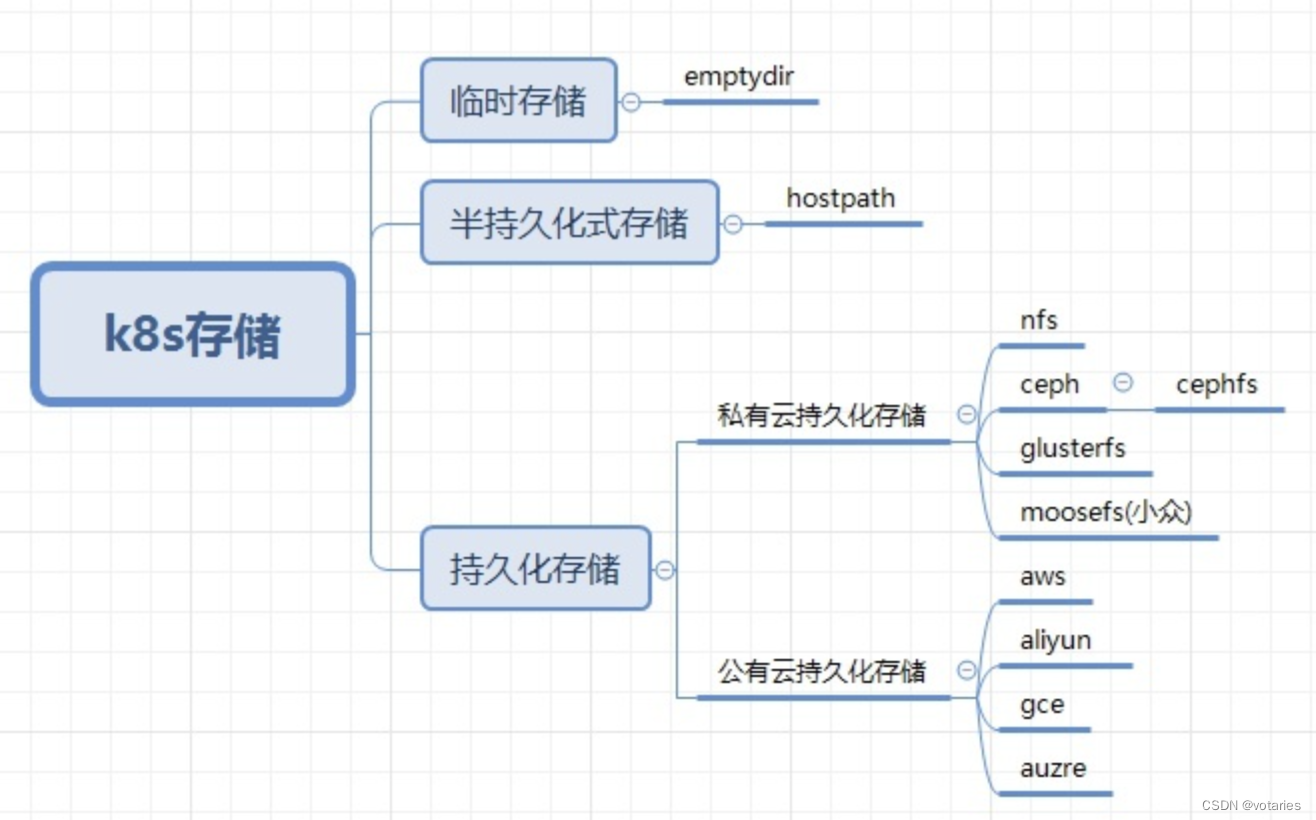 k8s存储
临时存储
emptydir
半持久化式存储
hostpath
持久化存储
私有云持久化存储
nfs
ceph
cephfs
glusterfs
moosefs(小众)
公有云持久化存储
aws
aliyun
gce
auzre
CSDN @votaries